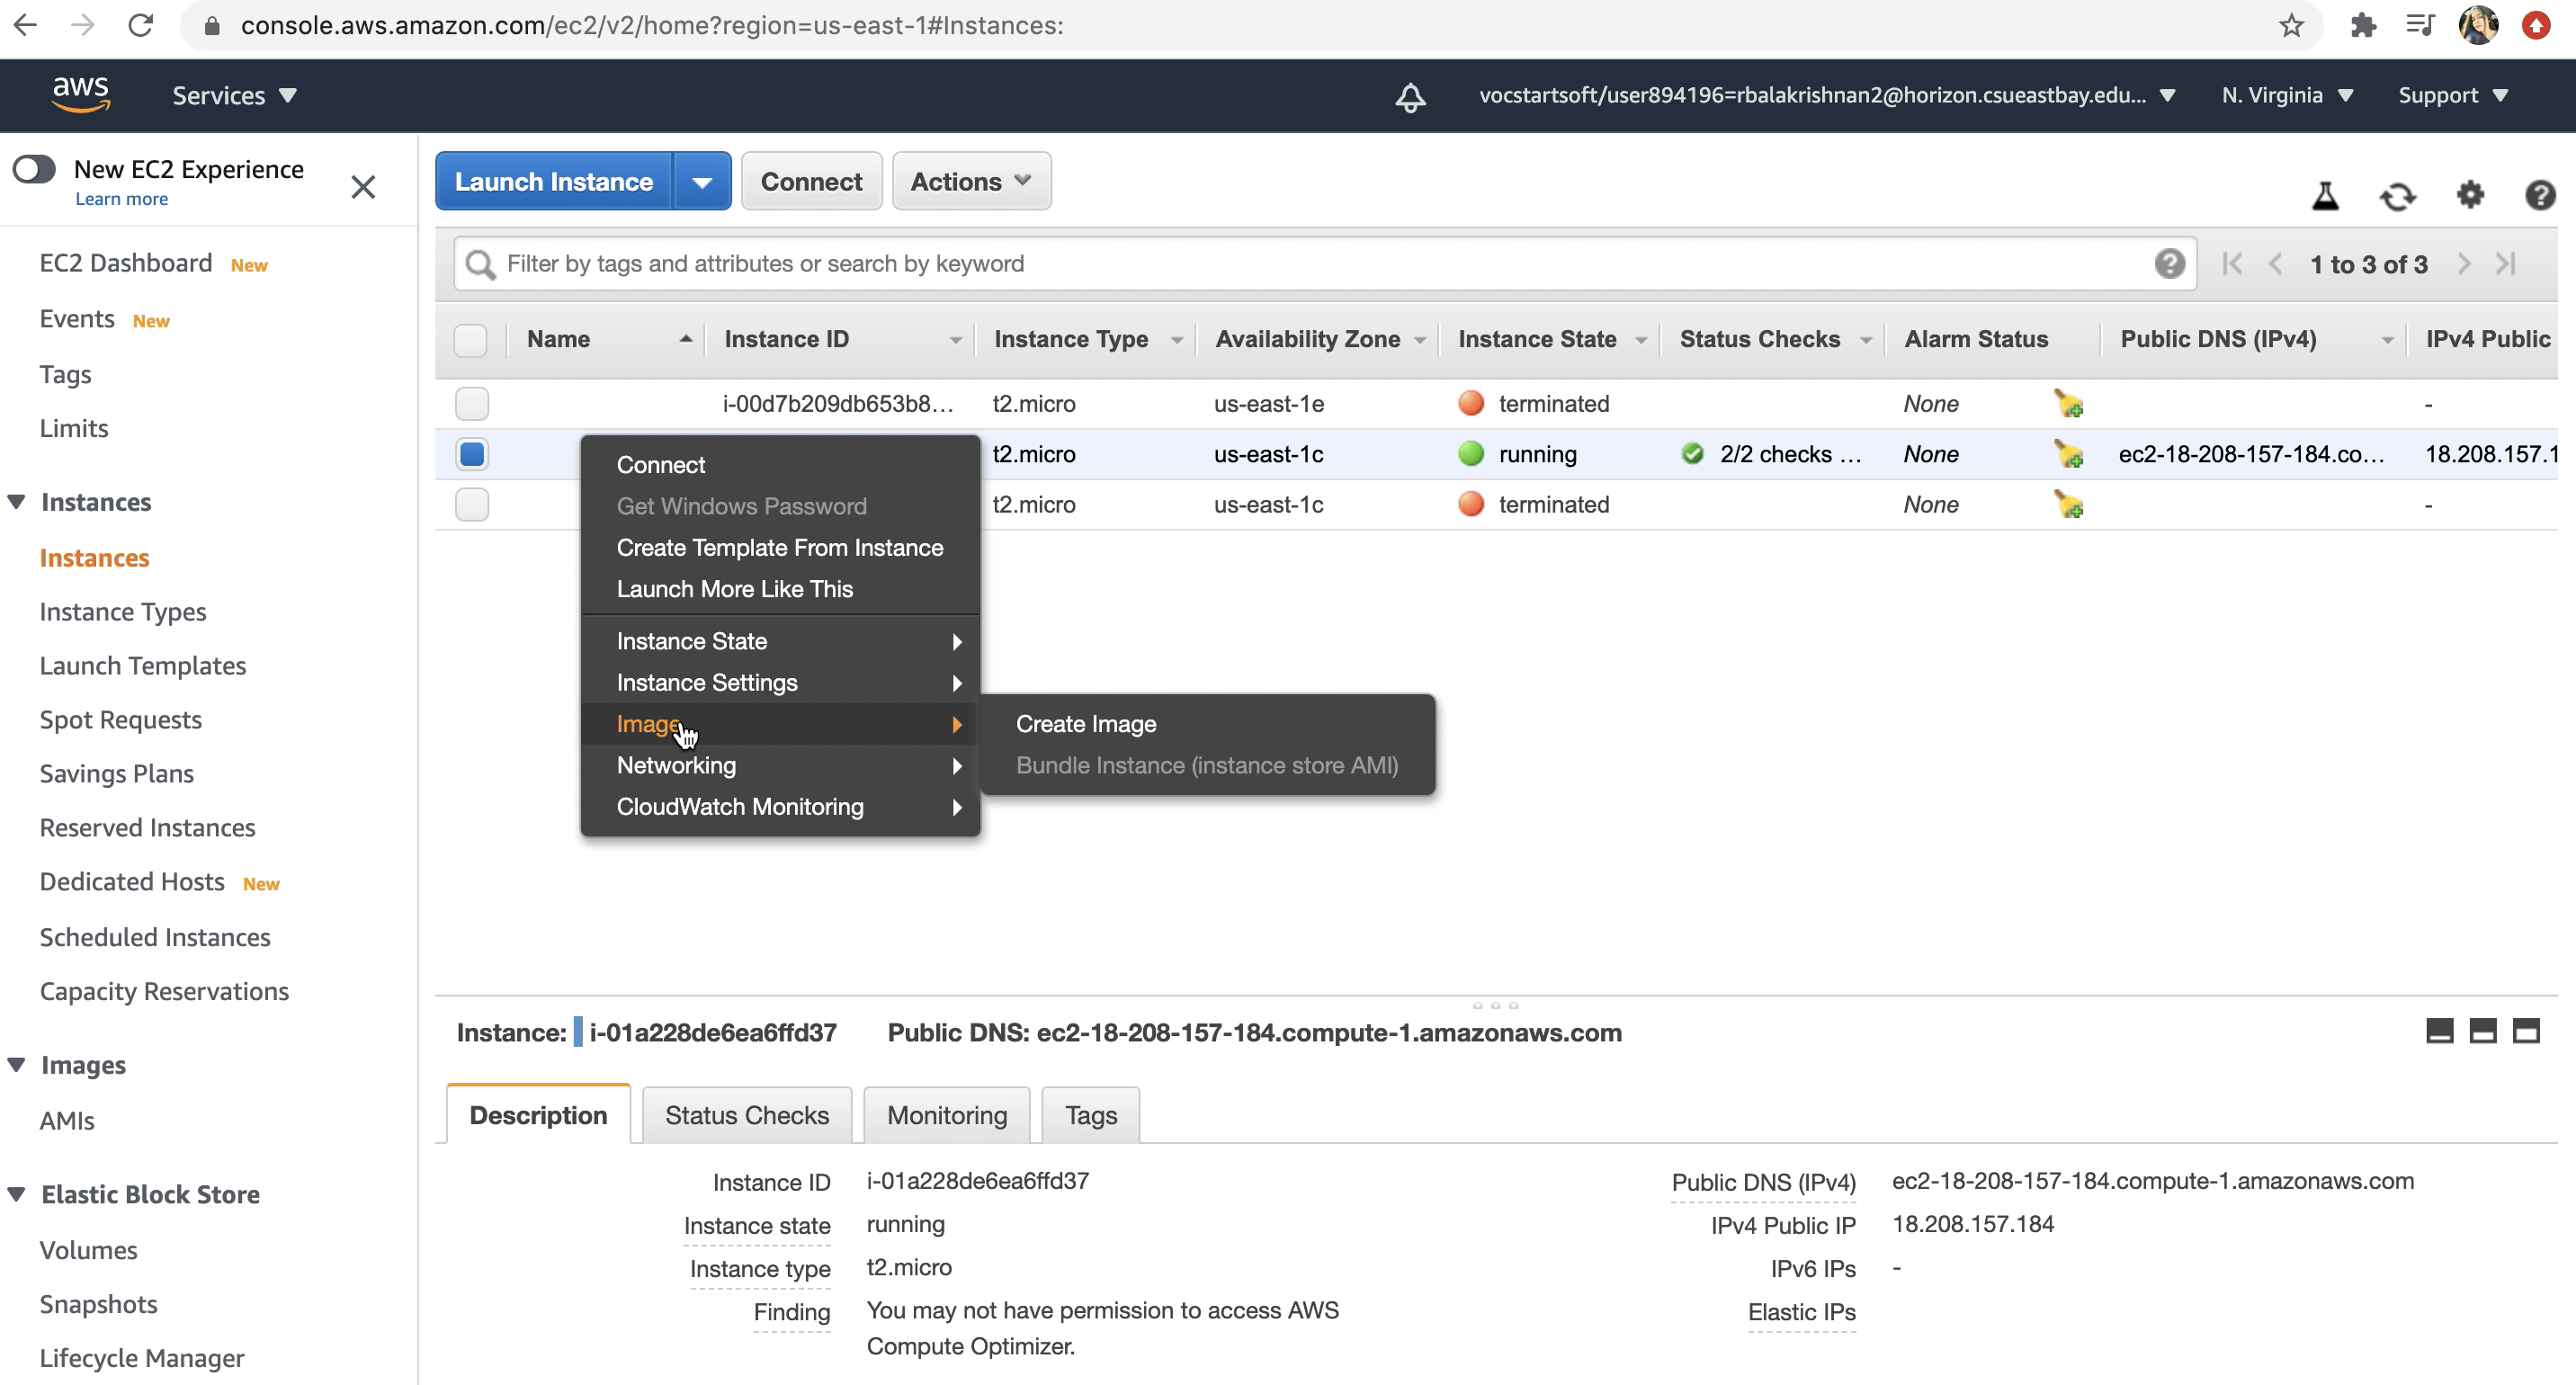 console.aws.amazon.com/ec2/v2/home?region=us-east-1#Instances:
aws
Services
vocstartsoft/user894196=rbalakrishnan2@horizon.csueastbay.edu...
N. Virginia
Support
New EC2 Experience
Learn more
EC2 Dashboard New
Events New
Tags
Limits
Instances
Instances
Instance Types
Launch Templates
Spot Requests
Savings Plans
Reserved Instances
Dedicated Hosts New
Scheduled Instances
Capacity Reservations
Images
AMIs
Elastic Block Store
Volumes
Snapshots
Lifecycle Manager
Launch Instance
Connect
Actions
Filter by tags and attributes or search by keyword
1 to 3 of 3
Name Instance ID Instance Type Availability Zone Instance State Status Checks Alarm Status Public DNS (IPv4) IPv4 Public
i-00d7b209db653b8... t2.micro us-east-1e terminated None -
t2.micro us-east-1c running 2/2 checks ... None ec2-18-208-157-184.co... 18.208.157.1
t2.micro us-east-1c terminated None -
Connect
Get Windows Password
Create Template From Instance
Launch More Like This
Instance State
Instance Settings
Image
Networking
CloudWatch Monitoring
Create Image
Bundle Instance (instance store AMI)
Instance: i-01a228de6ea6ffd37 Public DNS: ec2-18-208-157-184.compute-1.amazonaws.com
Description Status Checks Monitoring Tags
Instance ID i-01a228de6ea6ffd37
Instance state running
Instance type t2.micro
Finding You may not have permission to access AWS
Compute Optimizer.
Public DNS (IPv4) ec2-18-208-157-184.compute-1.amazonaws.com
IPv4 Public IP 18.208.157.184
IPv6 IPs -
Elastic IPs